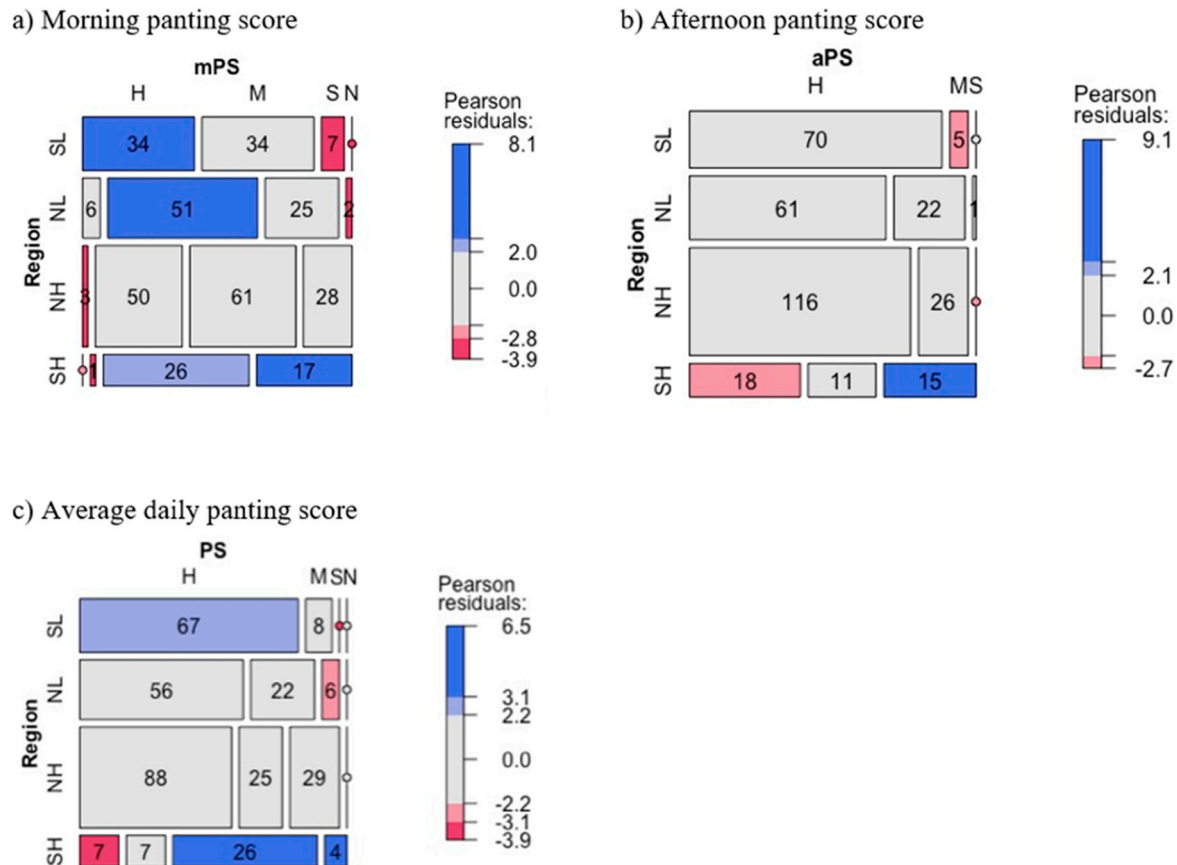 a) Morning panting score
mPS
H M S N
Region
SL 34 34 7
NL 6 51 25 2
NH 3 50 61 28
SH 1 26 17
Pearson
residuals:
8.1
2.0
0.0
-2.8
-3.9
b) Afternoon panting score
aPS
H M S
Region
SL 70 5
NL 61 22 1
NH 116 26
SH 18 11 15
Pearson
residuals:
9.1
2.1
0.0
-2.7
c) Average daily panting score
PS
H M S N
Region
SL 67 8
NL 56 22 6
NH 88 25 29
SH 7 7 26 4
Pearson
residuals:
6.5
3.1
2.2
0.0
-2.2
-3.1
-3.9